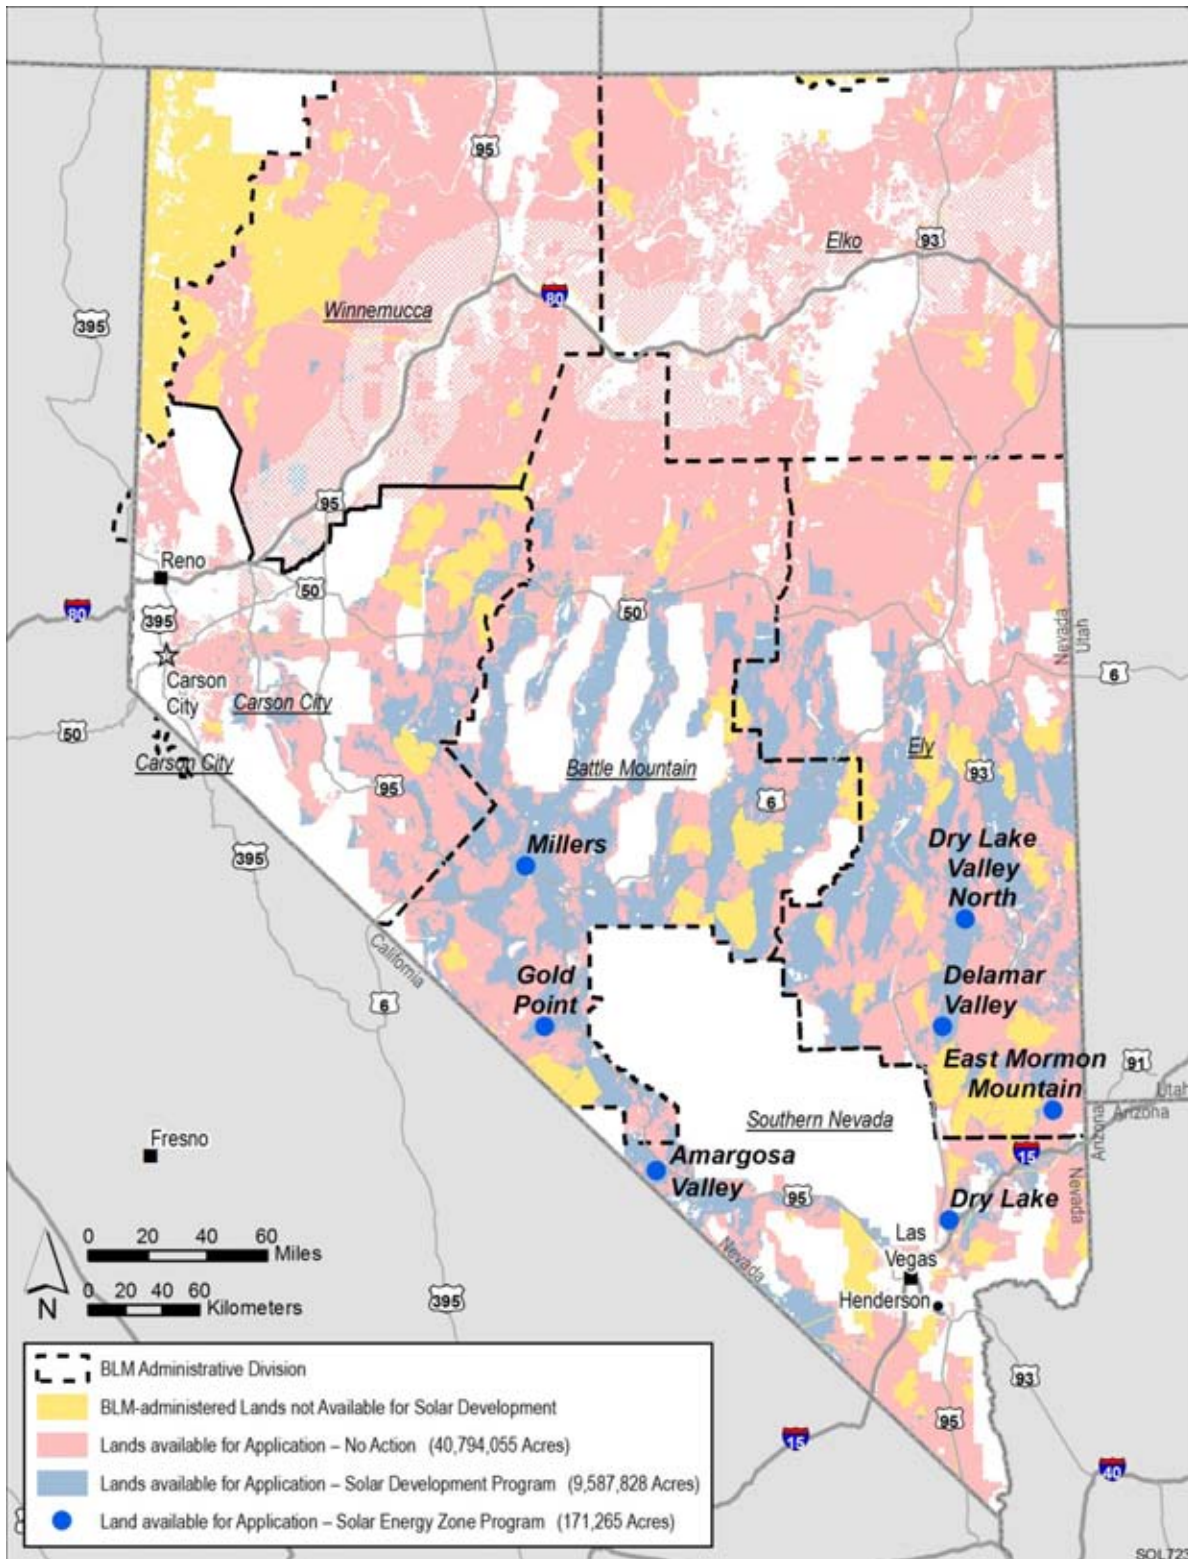 95
Elko
93
80
Winnemucca
395
95
Reno
80
395
50
50
Nevada
Utah
6
Carson
City
Carson City
50
Carson City
Battle Mountain
Ely
93
95
6
Millers
Dry Lake
Valley
North
395
California
Gold
Point
6
Delamar
Valley
East Mormon
Mountain
91
Utah
Arizona
Southern Nevada
Arizona
Nevada
15
Fresno
Amargosa
Valley
95
Dry Lake
Las
Vegas
Nevada
Henderson
0 20 40 60
Miles
0 20 40 60
Kilometers
N
395
93
95
15
40
BLM Administrative Division
BLM-administered Lands not Available for Solar Development
Lands available for Application – No Action (40,794,055 Acres)
Lands available for Application – Solar Development Program (9,587,828 Acres)
Land available for Application – Solar Energy Zone Program (171,265 Acres)